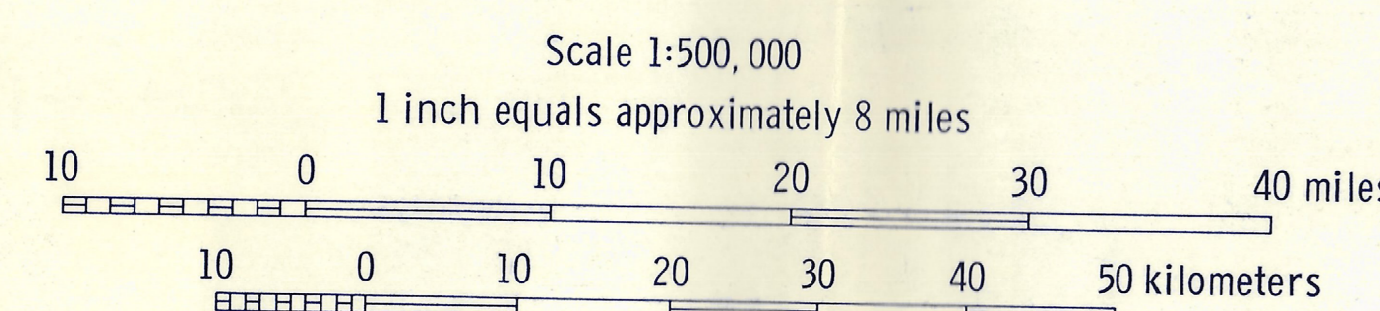 Scale 1:500,000
1 inch equals approximately 8 miles
10 0 10 20 30 40 miles
10 0 10 20 30 40 50 kilometers